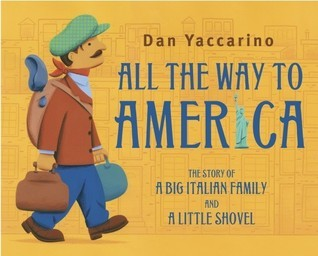 Dan Yaccarino
ALL THE WAY TO
AMERICA
THE STORY OF
A BIG ITALIAN FAMILY
AND
A LITTLE SHOVEL